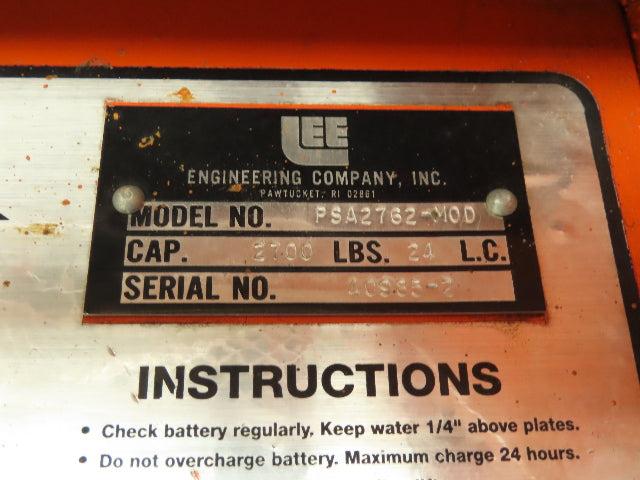 LEE
ENGINEERING COMPANY, INC.
PAWTUCKET, RI 02861
MODEL NO. PSA2762-MOD
CAP. 2700 LBS. 24 L.C.
SERIAL NO.
INSTRUCTIONS
• Check battery regularly. Keep water 1/4" above plates.
• Do not overcharge battery. Maximum charge 24 hours.